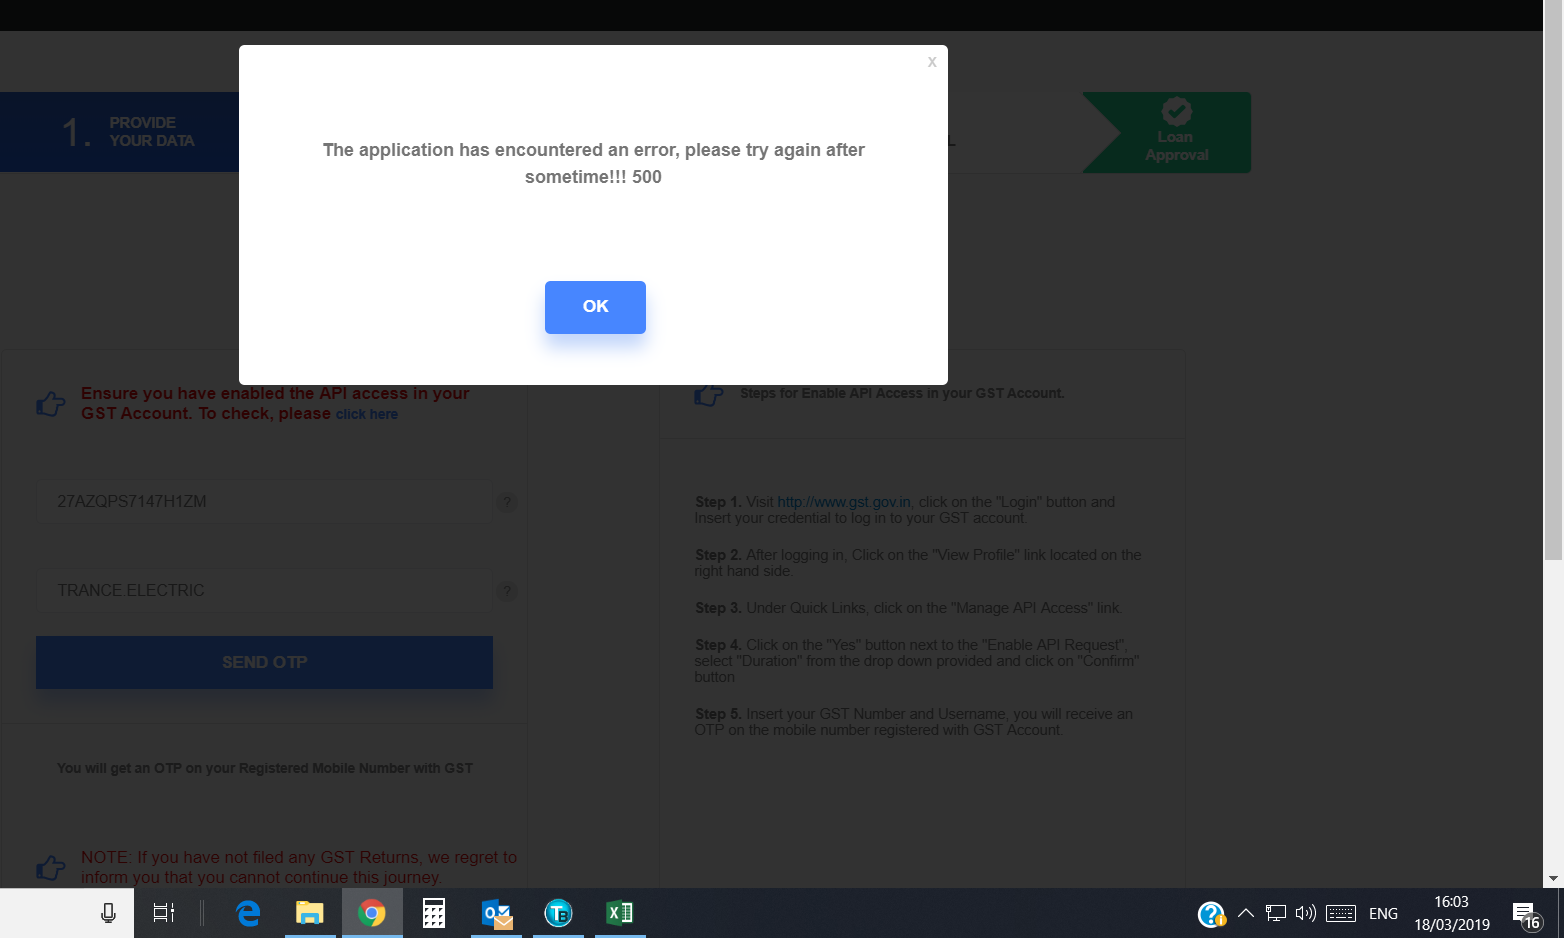 x
The application has encountered an error, please try again after
sometime!!! 500
OK
1.
PROVIDE
YOUR DATA
Loan
Approval
Ensure you have enabled the API access in your
GST Account. To check, please click here
27AZQPS7147H1ZM
?
TRANCE.ELECTRIC
?
SEND OTP
You will get an OTP on your Registered Mobile Number with GST
NOTE: If you have not filed any GST Returns, we regret to
inform you that you cannot continue this journey.
Steps for Enable API Access in your GST Account.
Step 1. Visit http://www.gst.gov.in, click on the "Login" button and
Insert your credential to log in to your GST account.
Step 2. After logging in, Click on the "View Profile" link located on the
right hand side.
Step 3. Under Quick Links, click on the "Manage API Access" link.
Step 4. Click on the "Yes" button next to the "Enable API Request",
select "Duration" from the drop down provided and click on "Confirm"
button
Step 5. Insert your GST Number and Username, you will receive an
OTP on the mobile number registered with GST Account.
ENG
16:03
18/03/2019
16